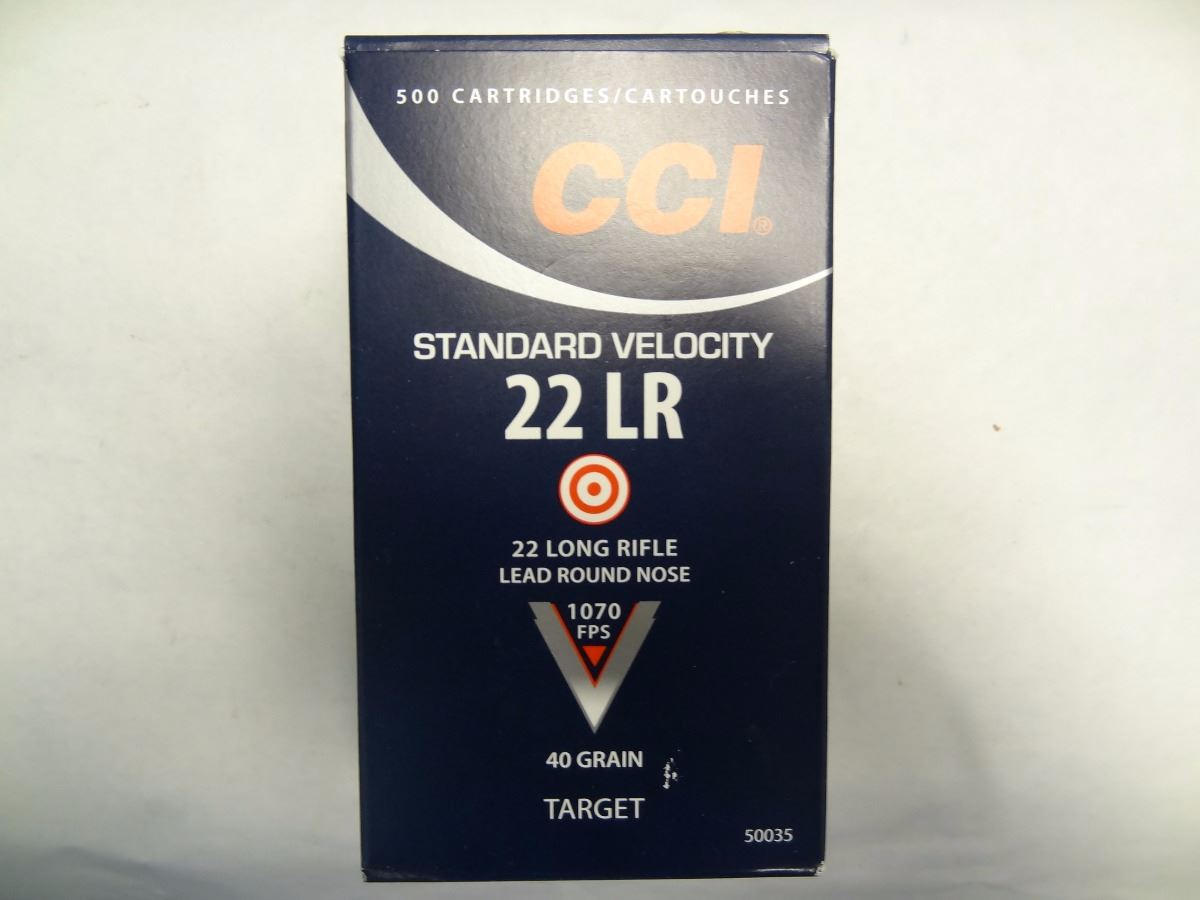 500 CARTRIDGES/CARTOUCHES
CCI®
STANDARD VELOCITY
22 LR
22 LONG RIFLE
LEAD ROUND NOSE
1070
FPS
40 GRAIN
TARGET
50035